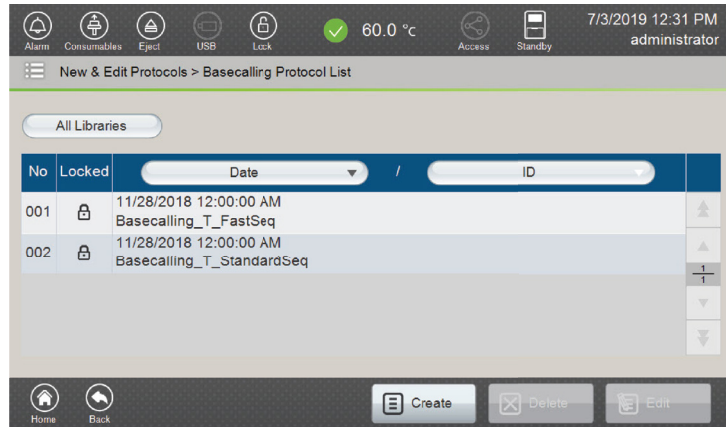 Alarm Consumables Eject USB Lock 60.0 °C Access Standby 7/3/2019 12:31 PM
administrator
New & Edit Protocols > Basecalling Protocol List
All Libraries
No Locked Date / ID
001 11/28/2018 12:00:00 AM
Basecalling_T_FastSeq
002 11/28/2018 12:00:00 AM
Basecalling_T_StandardSeq
1
1
Home Back Create Delete Edit